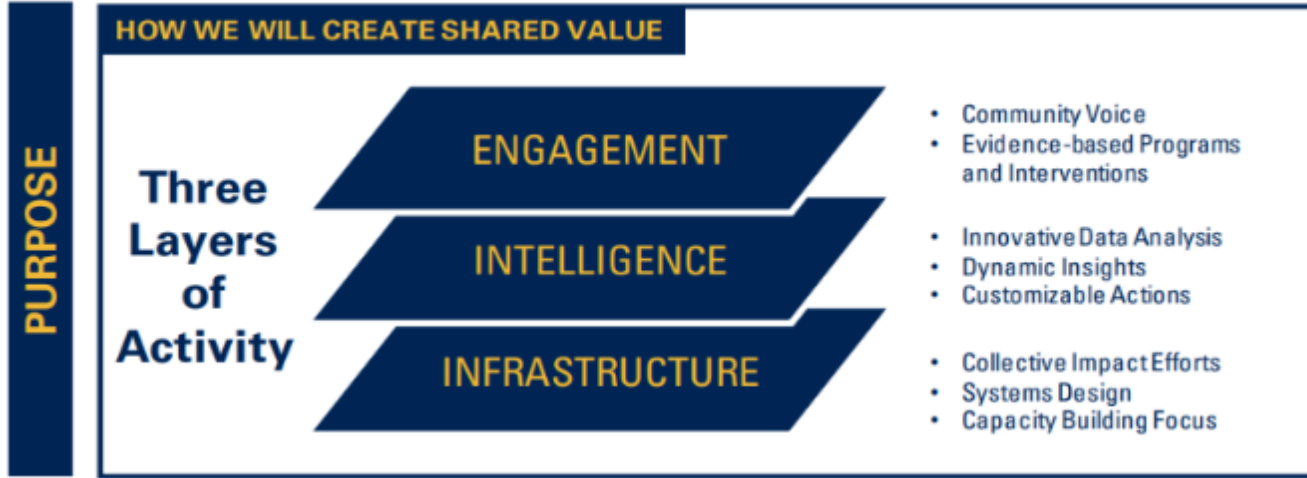 PURPOSE
HOW WE WILL CREATE SHARED VALUE
Three
Layers
of
Activity
ENGAGEMENT
• Community Voice
• Evidence-based Programs
and Interventions
INTELLIGENCE
• Innovative Data Analysis
• Dynamic Insights
• Customizable Actions
INFRASTRUCTURE
• Collective Impact Efforts
• Systems Design
• Capacity Building Focus